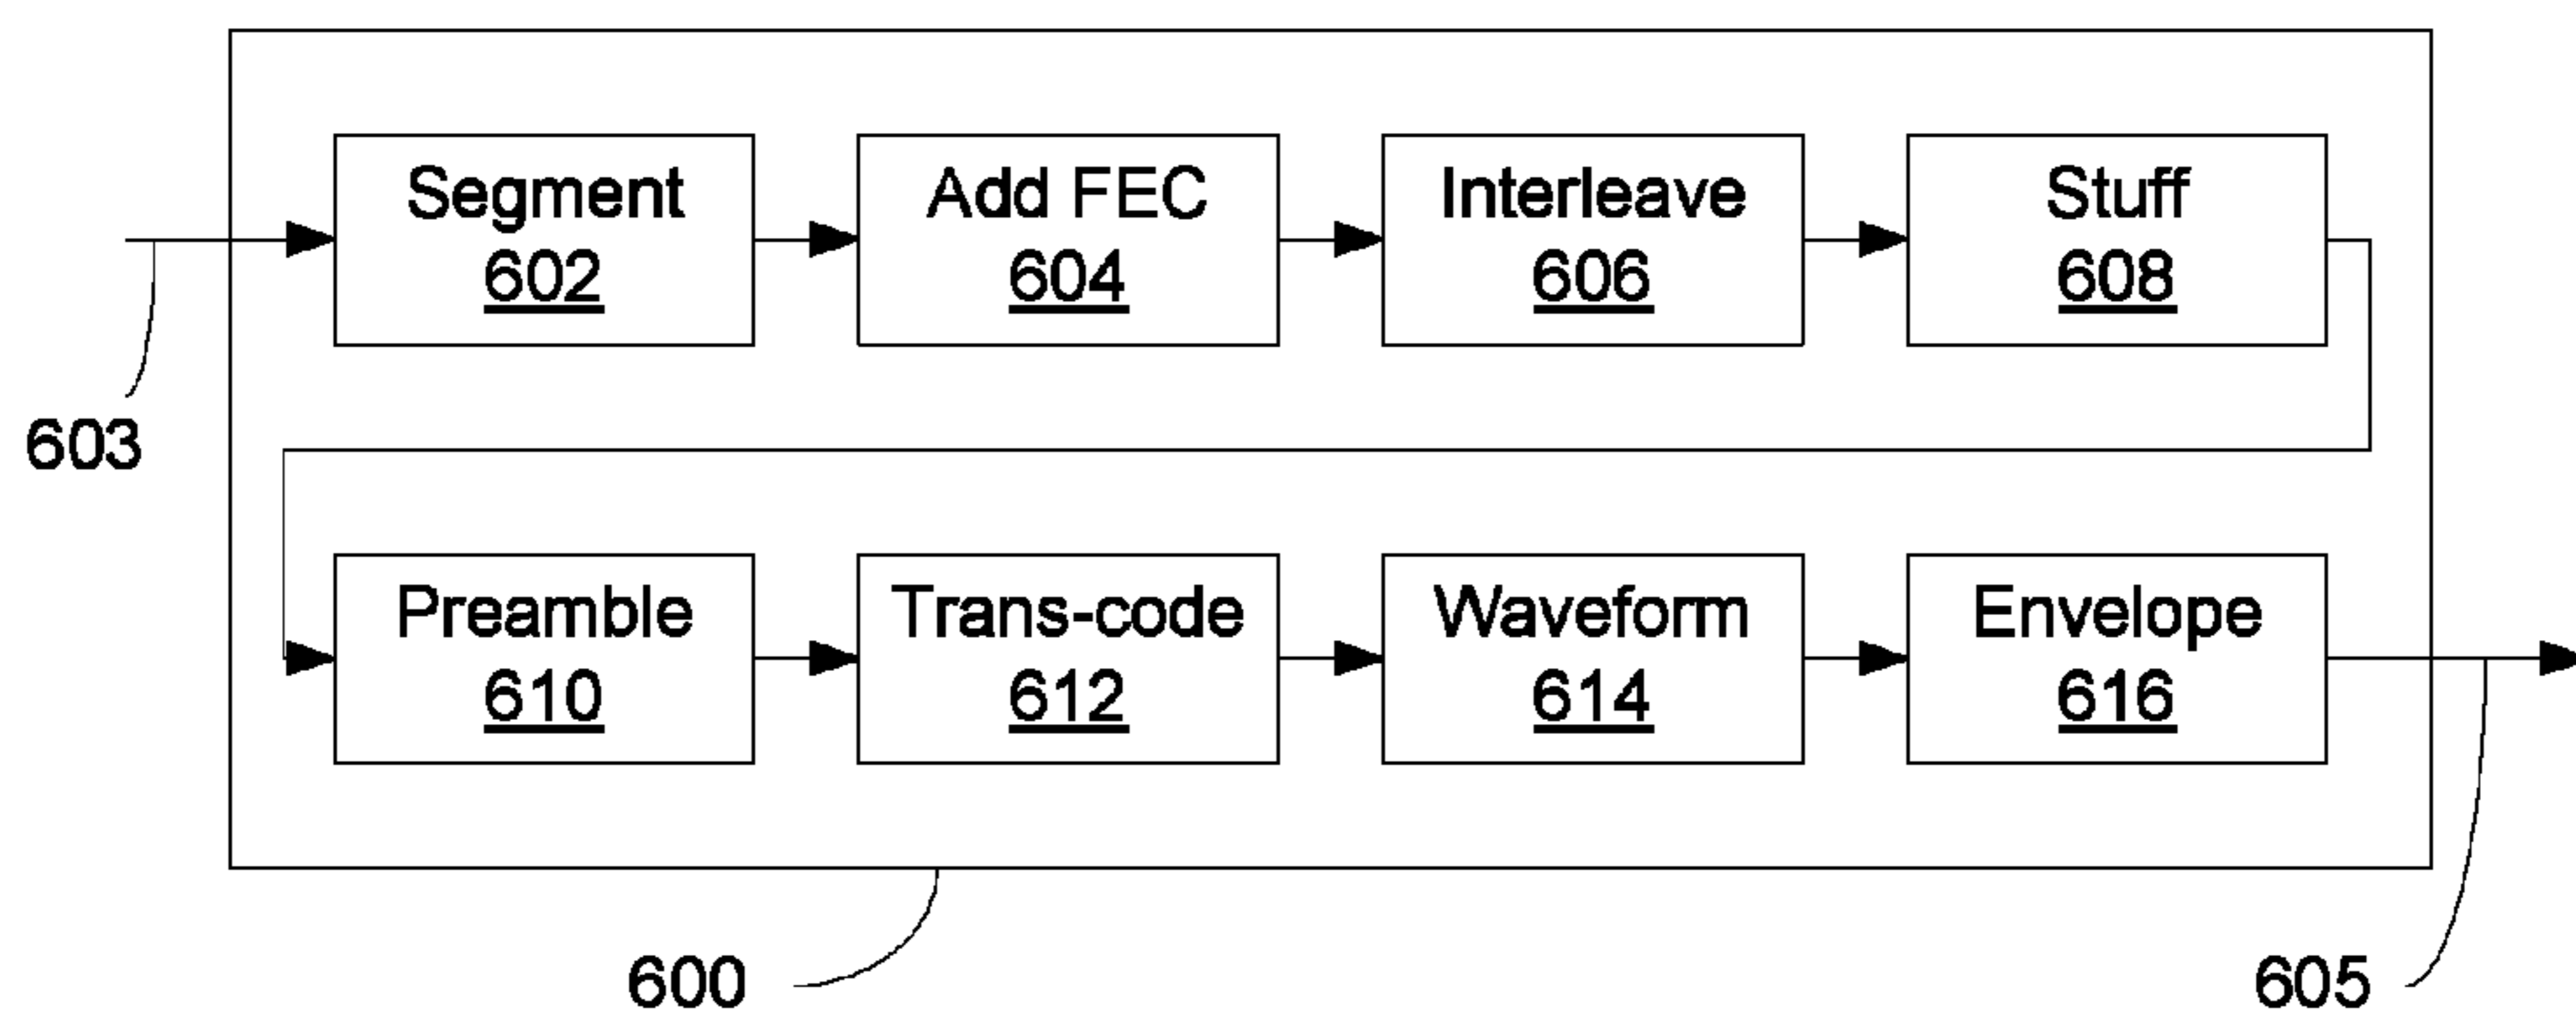 Segment
602
Add FEC
604
Interleave
606
Stuff
608
603
Preamble
610
Trans-code
612
Waveform
614
Envelope
616
600
605